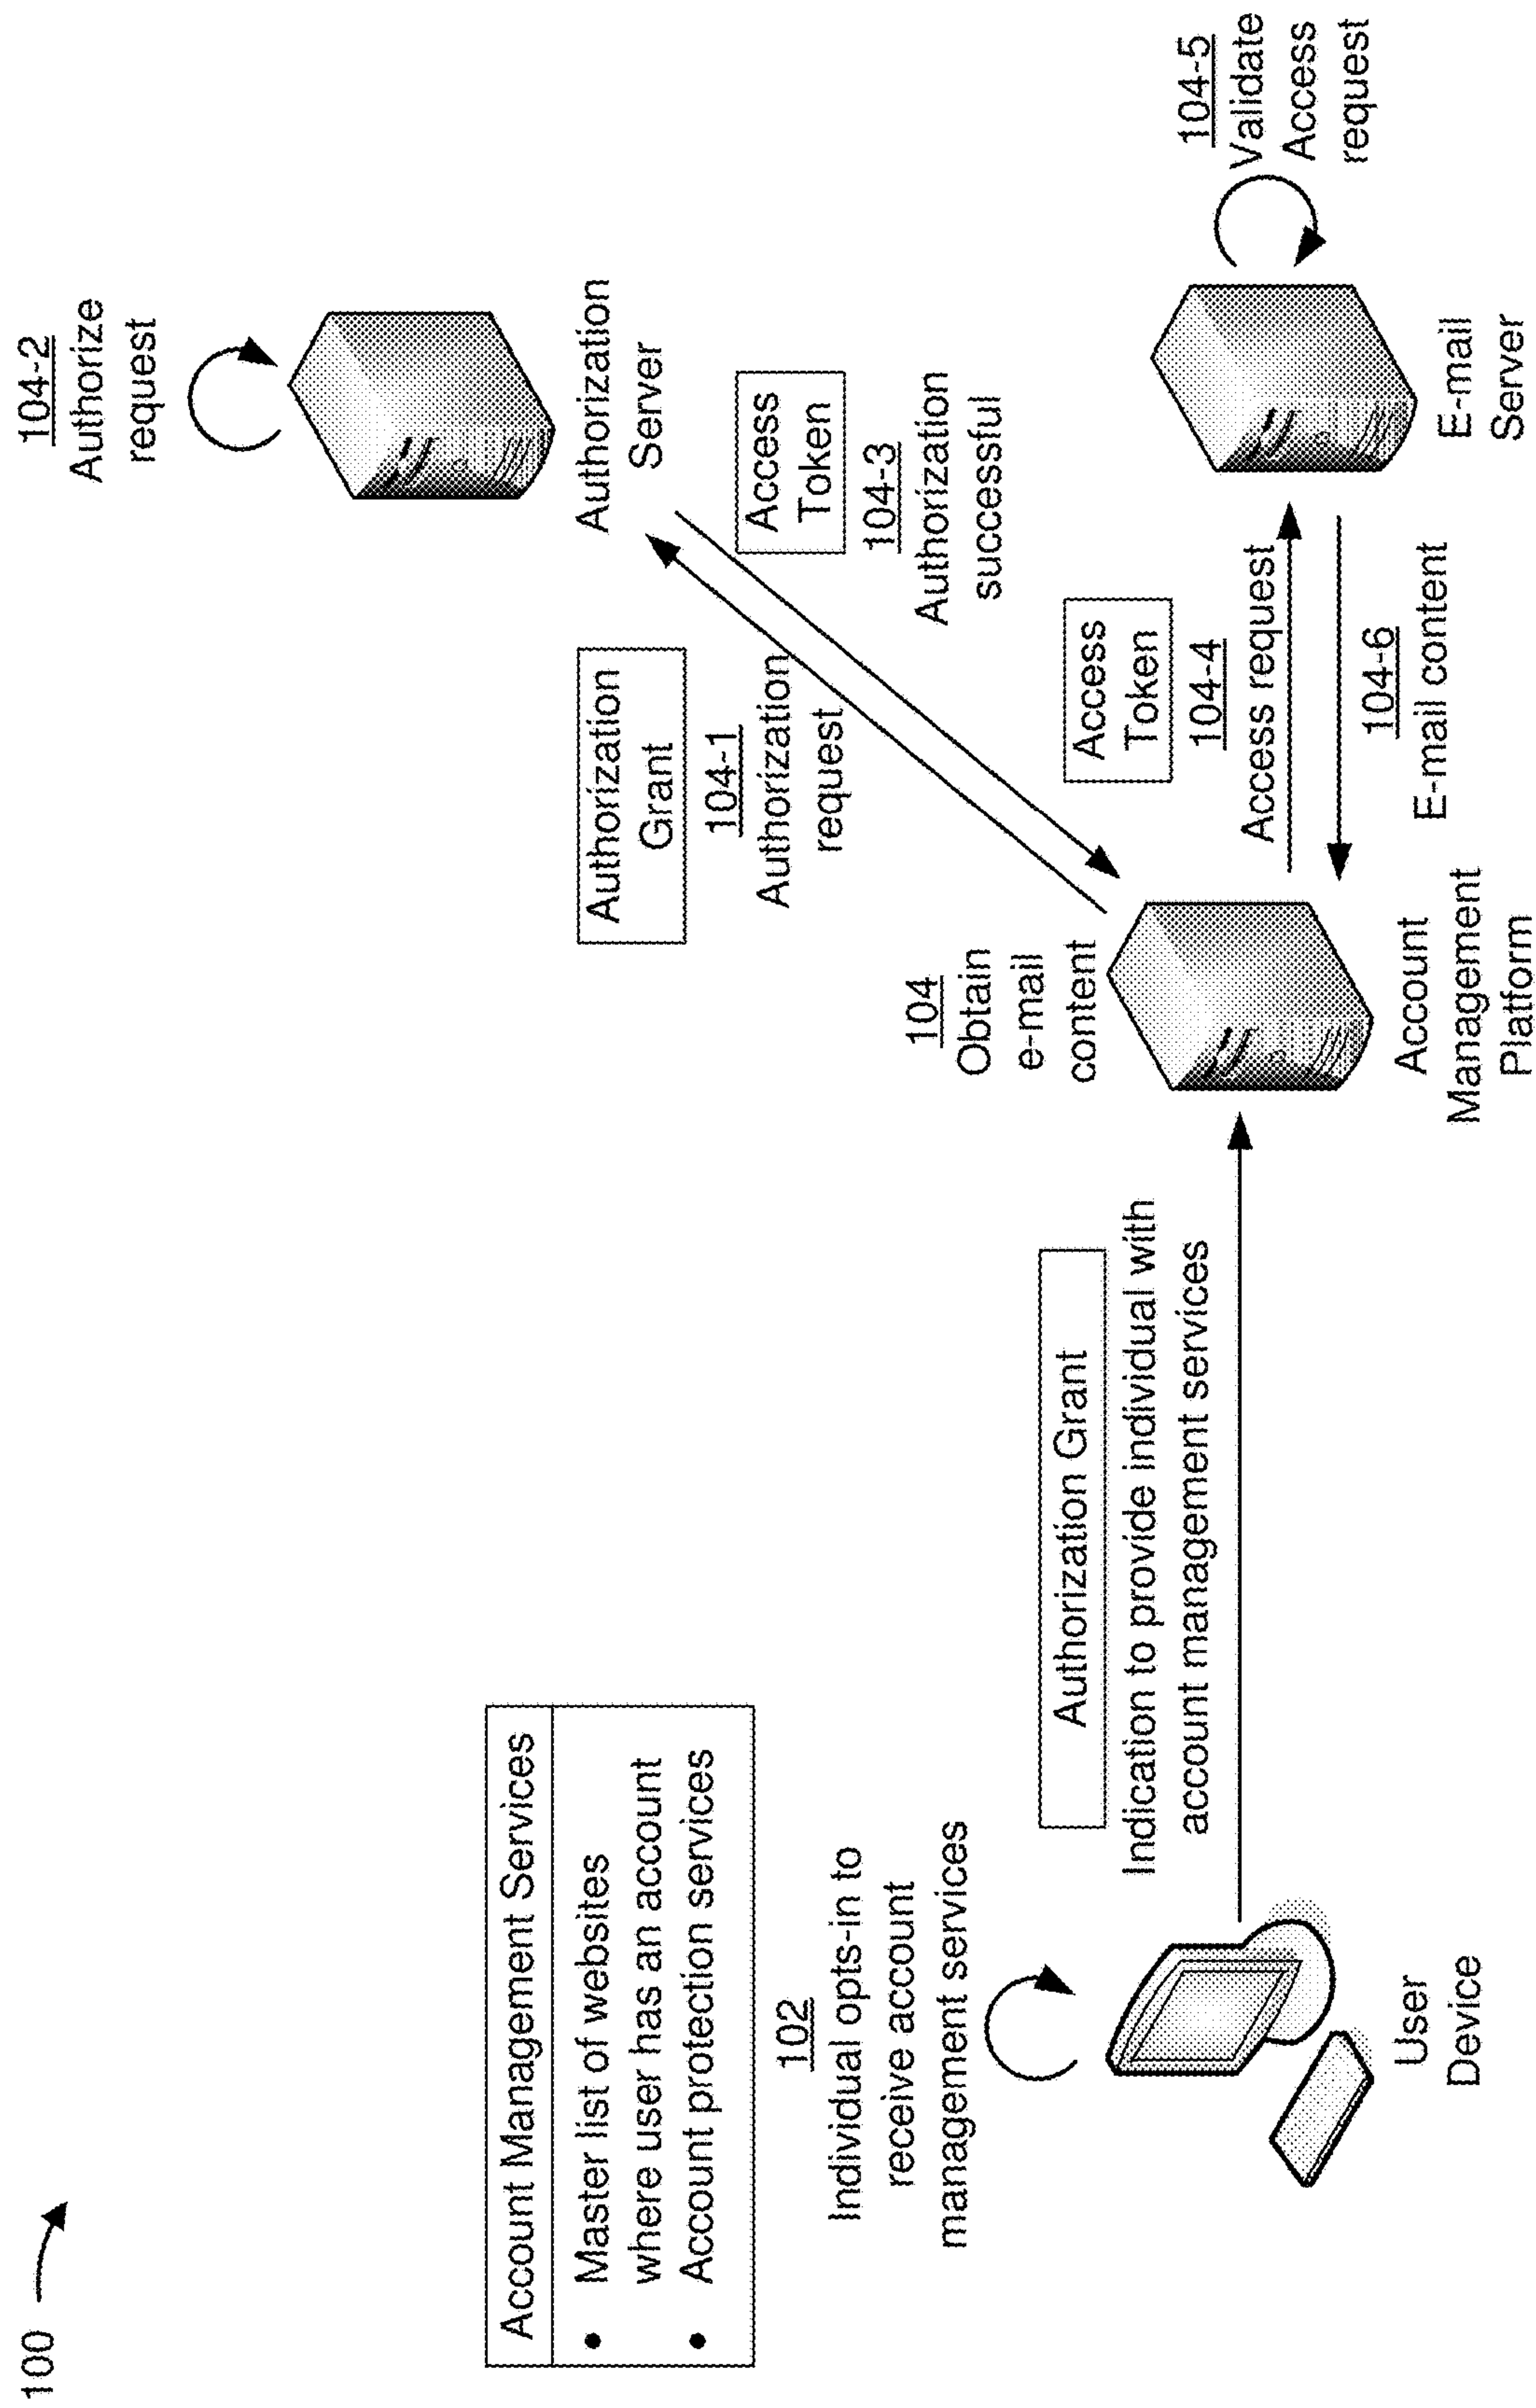 100
Account Management Services
• Master list of websites
where user has an account
• Account protection services
102
Individual opts-in to
receive account
management services
User
Device
Authorization Grant
Indication to provide individual with
account management services
104
Obtain
e-mail
content
Account
Management
Platform
Authorization
Grant
104-1
Authorization
request
104-2
Authorize
request
Authorization
Server
Access
Token
104-3
Authorization
successful
Access
Token
104-4
Access request
104-5
Validate
Access
request
E-mail
Server
104-6
E-mail content